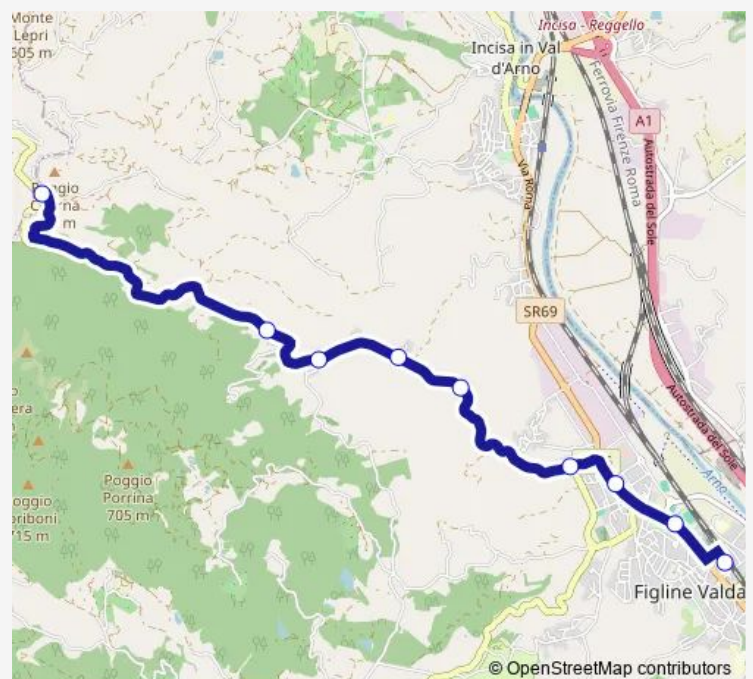 Monte
Lepri
605 m
Incisa in Val
d'Arno
Incisa - Reggello
A1
Ferrovia Firenze Roma
Autostrada del Sole
Via Roma
m
SR69
Autostrada del Sole
Arno
Poggio
Porrina
705 m
715 m
Figline Valda
© OpenStreetMap contributors